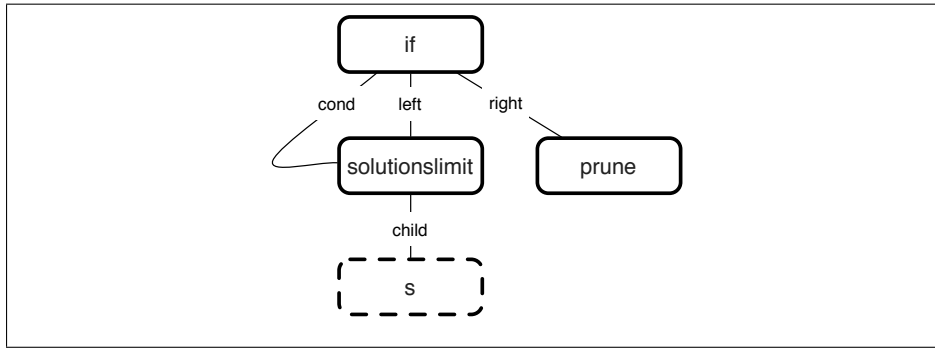 if
cond left right
solutionslimit prune
child
s